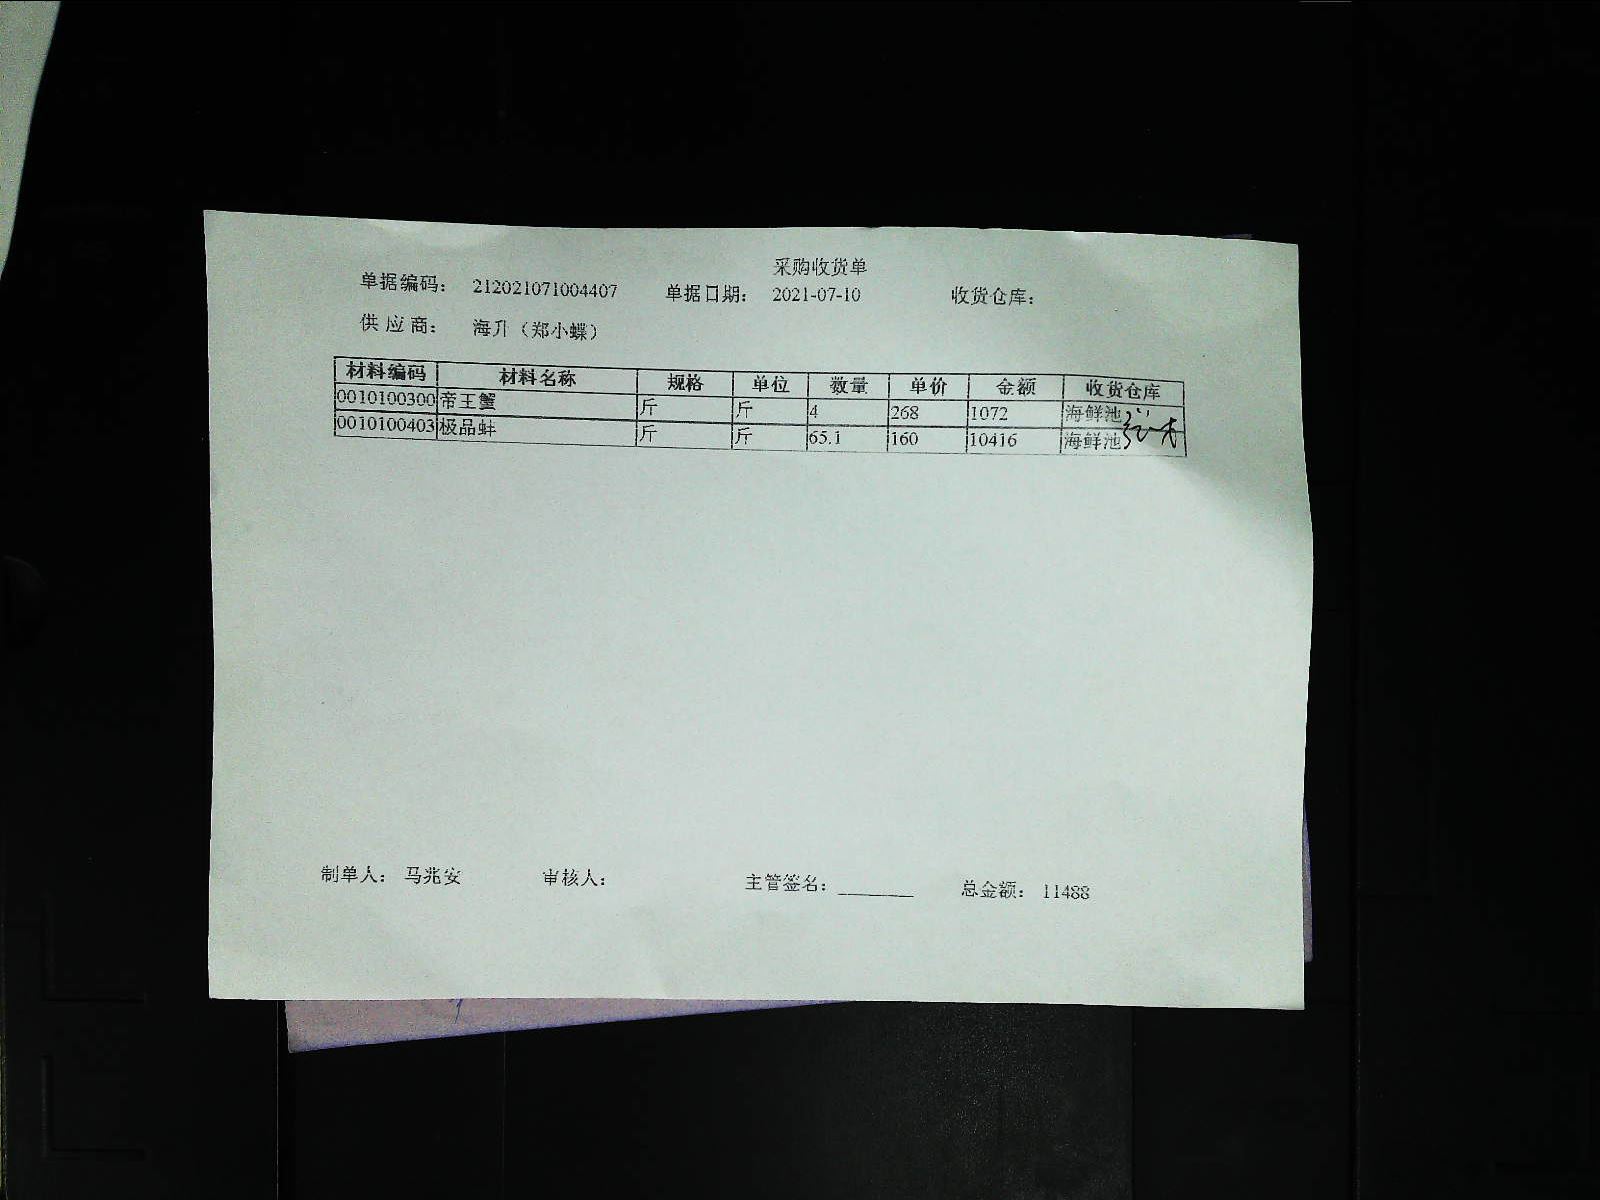 采购收货单
单据编码： 212021071004407 单据日期： 2021-07-10 收货仓库：
供应商： 海升（郑小蝶）
材料编码 材料名称 规格 单位 数量 单价 金额 收货仓库
0010100300 帝王蟹 斤 斤 4 268 1072 海鲜池
0010100403 极品蚌 斤 斤 65.1 160 10416 海鲜池
制单人： 马兆安 审核人： 主管签名： ________ 总金额： 11488